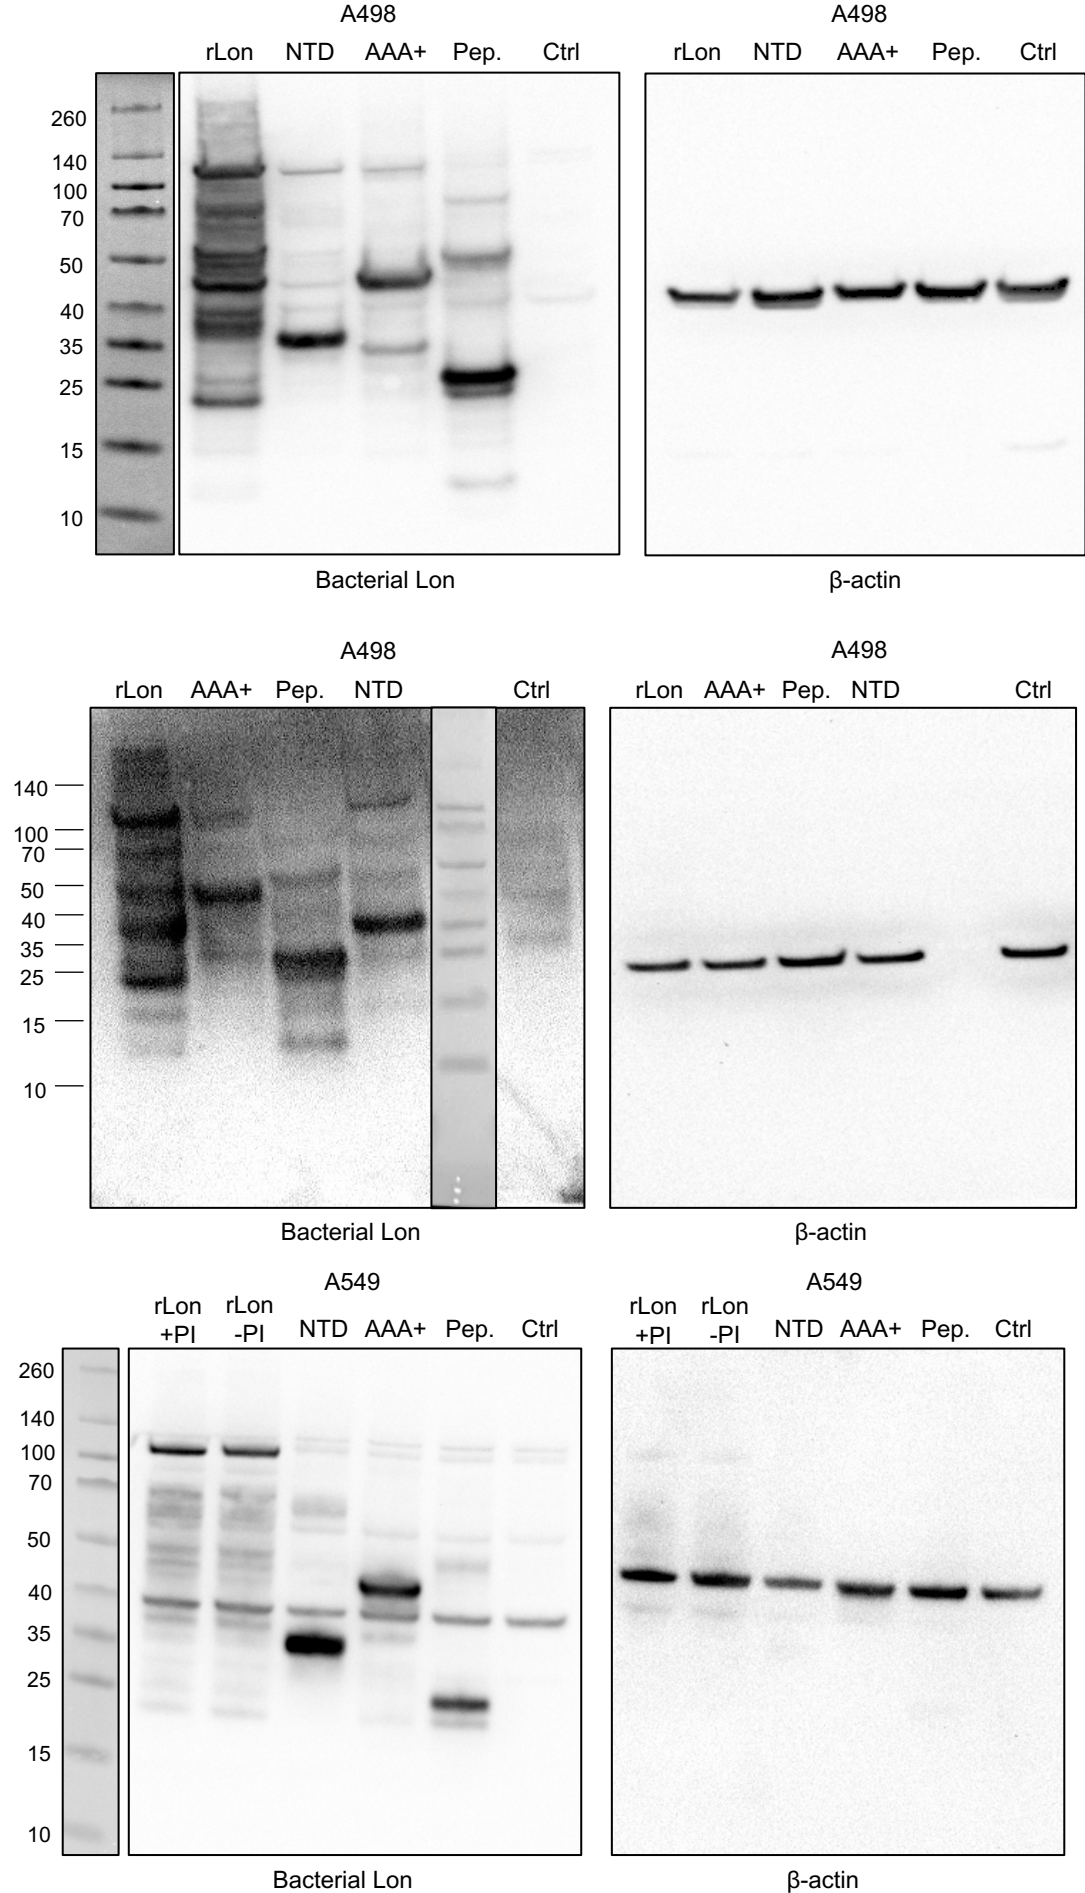 A498
rLon NTD AAA+ Pep. Ctrl
260
140
100
70
50
40
35
25
15
10
Bacterial Lon
A498
rLon NTD AAA+ Pep. Ctrl
β-actin
A498
rLon AAA+ Pep. NTD Ctrl
140
100
70
50
40
35
25
15
10
Bacterial Lon
A498
rLon AAA+ Pep. NTD Ctrl
β-actin
A549
rLon rLon
+PI -PI NTD AAA+ Pep. Ctrl
260
140
100
70
50
40
35
25
15
10
Bacterial Lon
A549
rLon rLon
+PI -PI NTD AAA+ Pep. Ctrl
β-actin